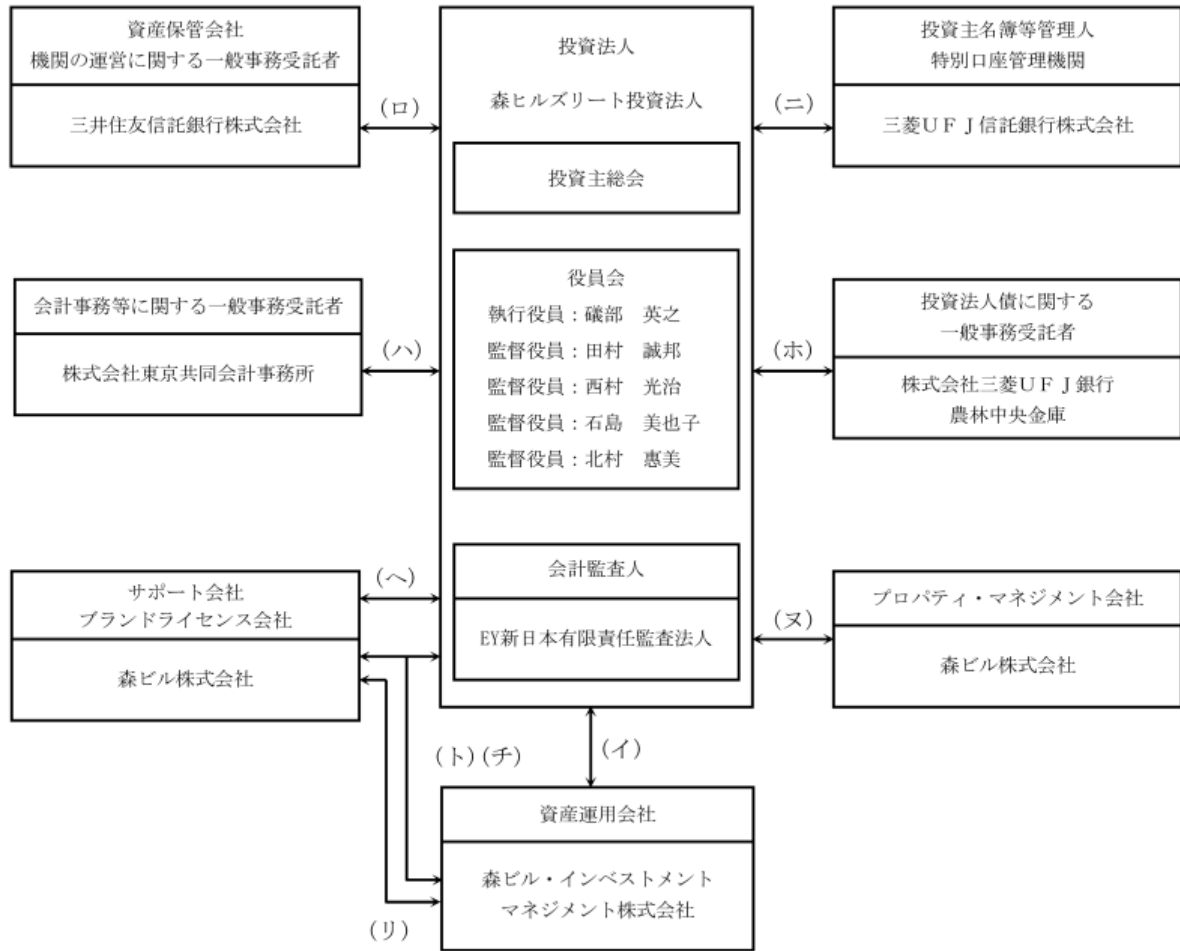 資産保管会社
機関の運営に関する一般事務受託者
三井住友信託銀行株式会社
(ロ)
投資法人
森ヒルズリート投資法人
投資主総会
(ニ)
投資主名簿等管理人
特別口座管理機関
三菱UFJ信託銀行株式会社
会計事務等に関する一般事務受託者
株式会社東京共同会計事務所
(ハ)
役員会
執行役員:礒部 英之
監督役員:田村 誠邦
監督役員:西村 光治
監督役員:石島 美也子
監督役員:北村 惠美
(ホ)
投資法人債に関する
一般事務受託者
株式会社三菱UFJ銀行
農林中央金庫
サポート会社
ブランドライセンス会社
森ビル株式会社
(ヘ)
会計監査人
EY新日本有限責任監査法人
(ヌ)
プロパティ・マネジメント会社
森ビル株式会社
(ト)(チ)
(イ)
資産運用会社
森ビル・インベストメント
マネジメント株式会社
(リ)